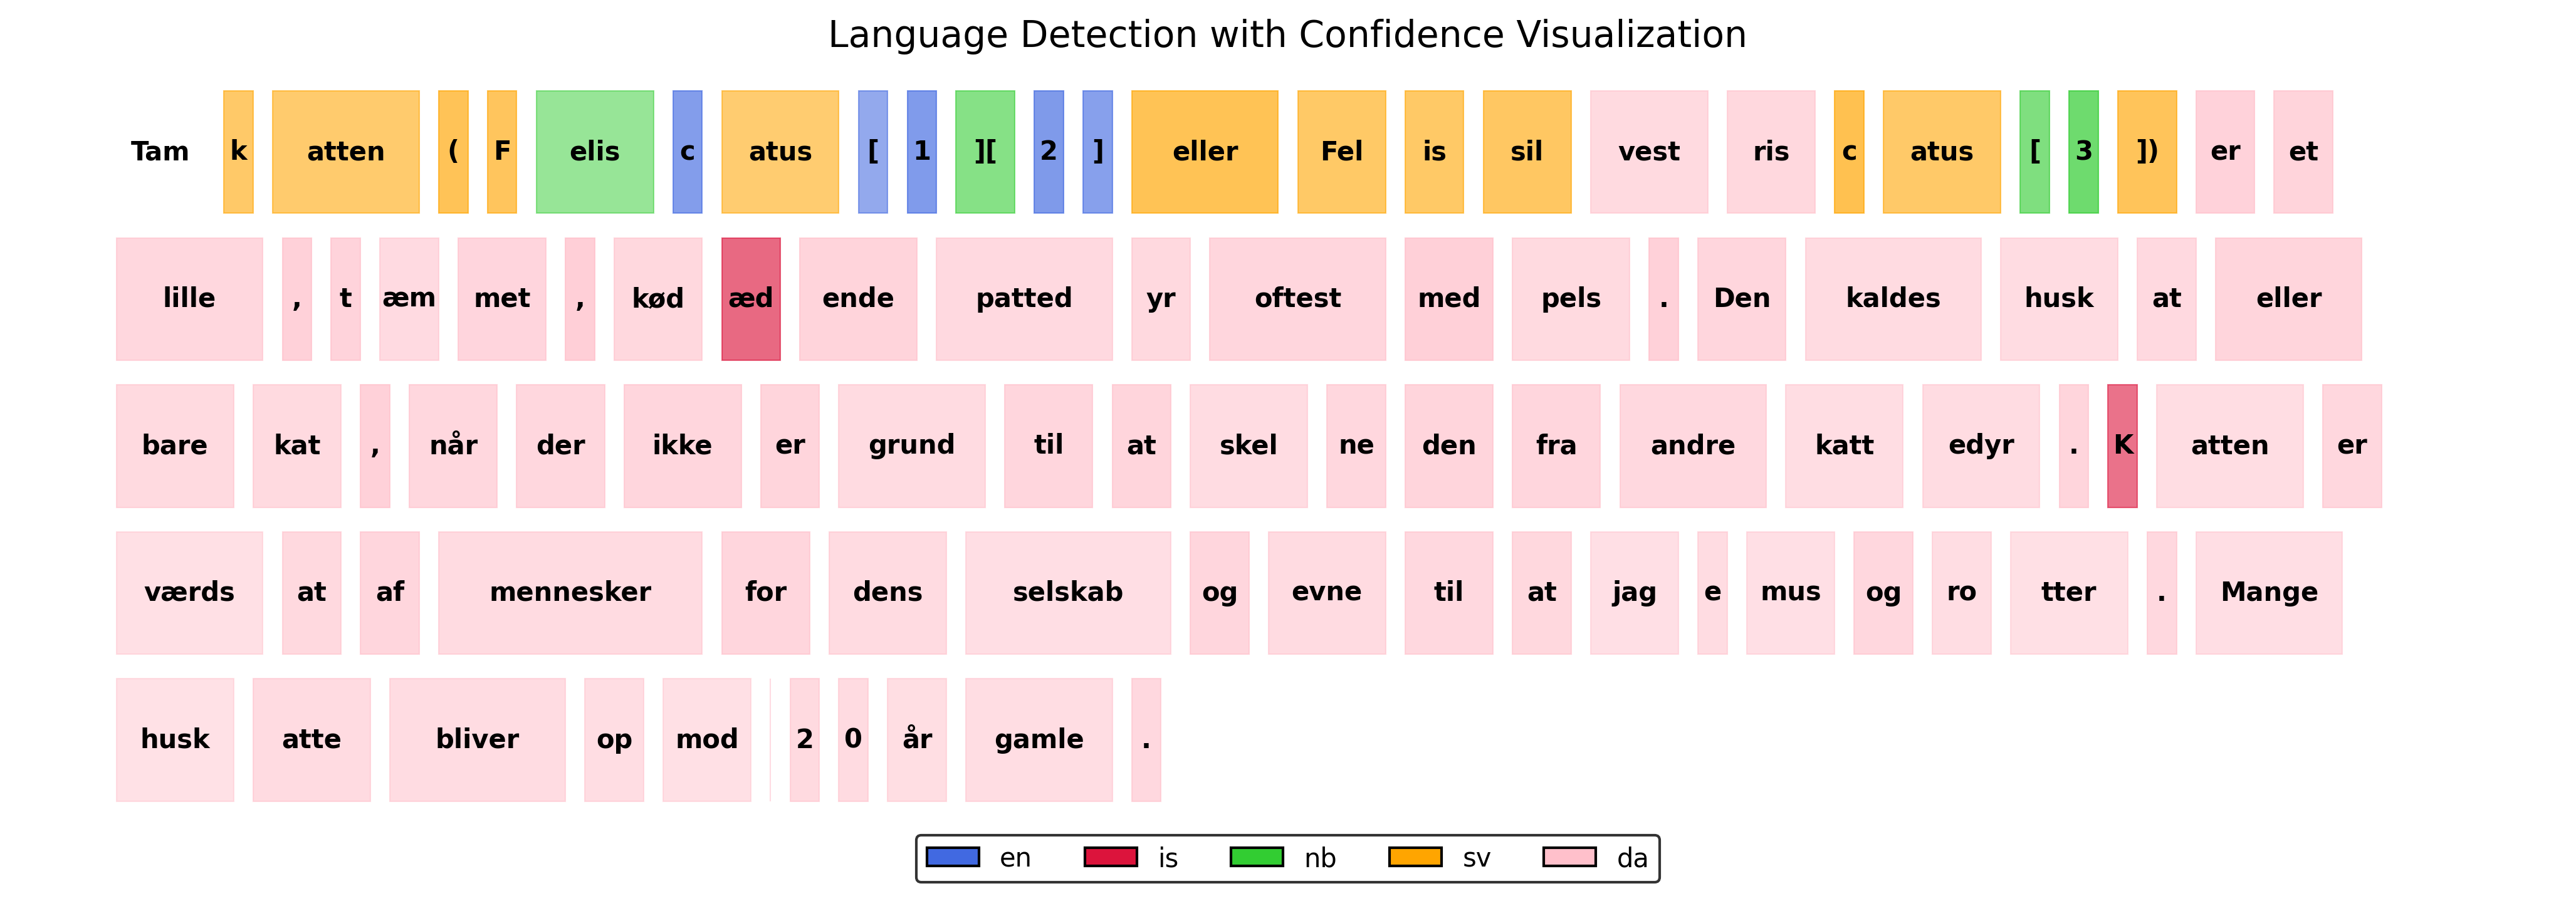 Language Detection with Confidence Visualization
Tam k atten ( F elis c atus [ 1 ][ 2 ] eller Fel is sil vest ris c atus [ 3 ]) er et
lille , t æm met , kød æd ende patted yr oftest med pels . Den kaldes husk at eller
bare kat , når der ikke er grund til at skel ne den fra andre katt edyr . K atten er
værds at af mennesker for dens selskab og evne til at jag e mus og ro tter . Mange
husk atte bliver op mod 2 0 år gamle .
en is nb sv da